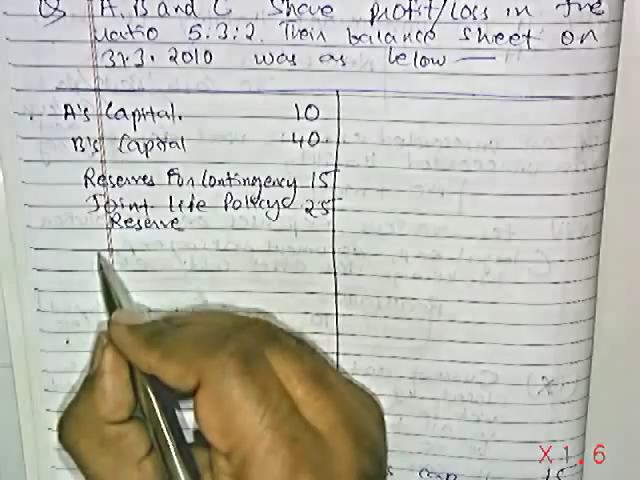 Q A, B and C Share profit/loss in the
ratio 5:3:2. Their balance sheet on
31.3.2010 was as below —
A's Capital. 10
B's Capital 40
Reserves For Contingency 15
Joint Life Policy 25
Reserve
X1.6